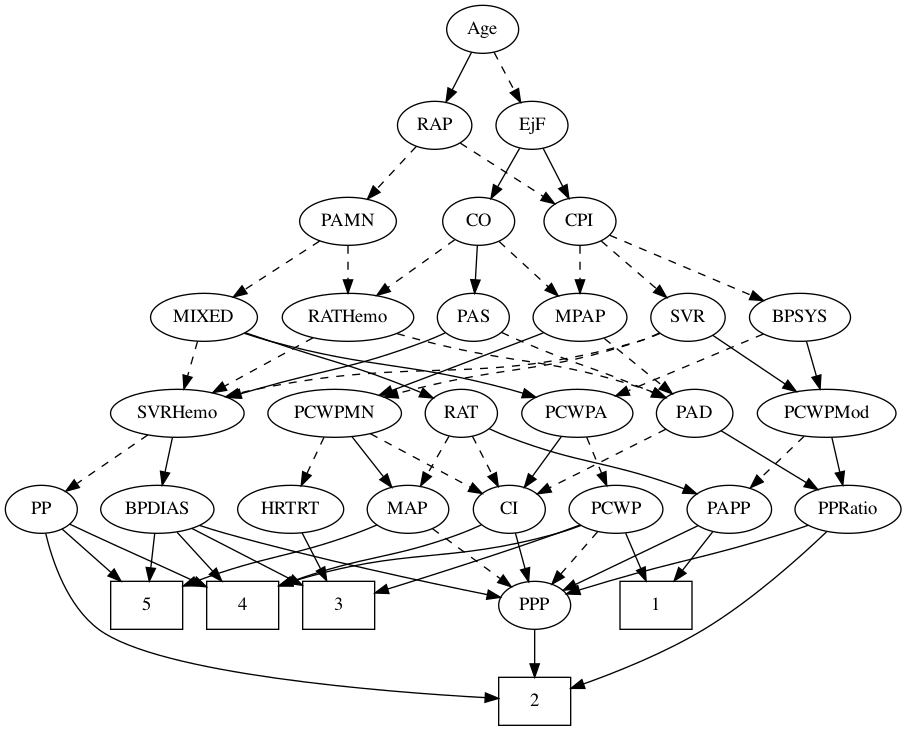 Age
RAP
EjF
PAMN
CO
CPI
MIXED
RATHemo
PAS
MPAP
SVR
BPSYS
SVRHemo
PCWPMN
RAT
PCWPA
PAD
PCWPMod
PP
BPDIAS
HRTRT
MAP
CI
PCWP
PAPP
PPRatio
5
4
3
PPP
1
2